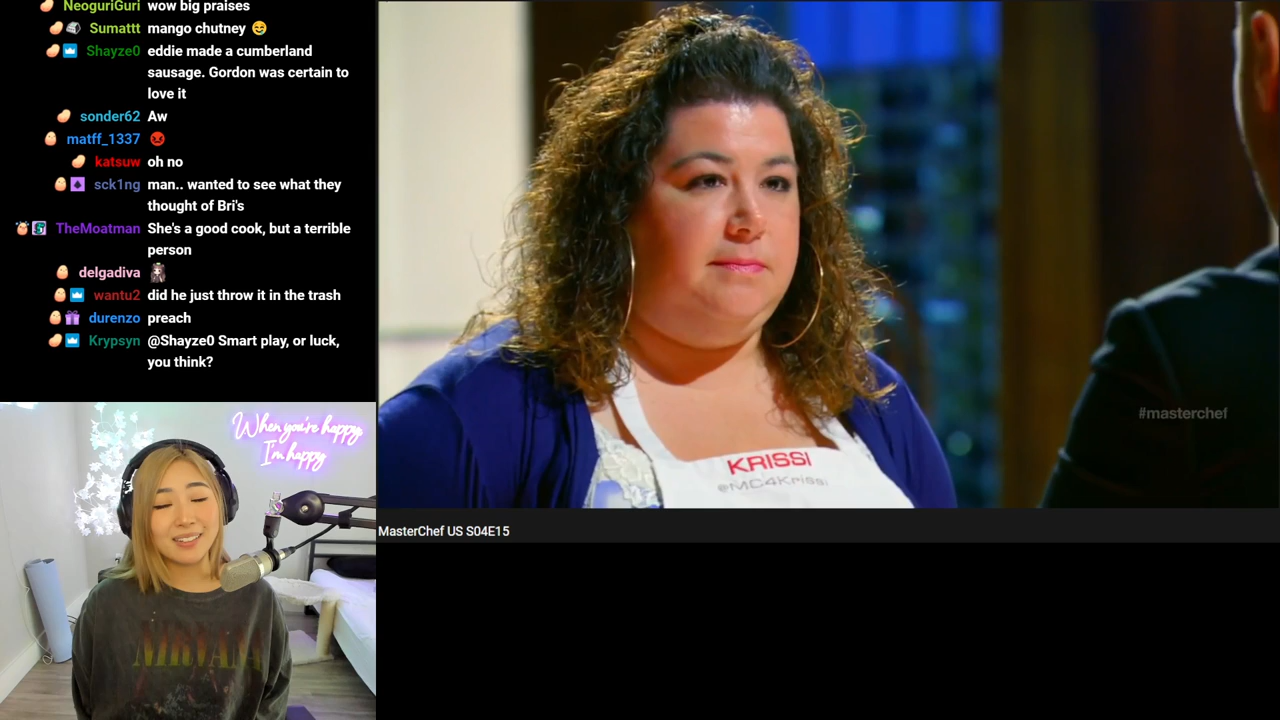 NeoguriGuri wow big praises
Sumattt mango chutney
Shayze0 eddie made a cumberland
sausage. Gordon was certain to
love it
sonder62 Aw
matff_1337
katsuw oh no
sck1ng man.. wanted to see what they
thought of Bri's
TheMoatman She's a good cook, but a terrible
person
delgadiva
wantu2 did he just throw it in the trash
durenzo preach
Krypsyn @Shayze0 Smart play, or luck,
you think?
When you're happy
I'm happy
NIRVANA
KRISSI
@MC4Krissi
#masterchef
MasterChef US S04E15